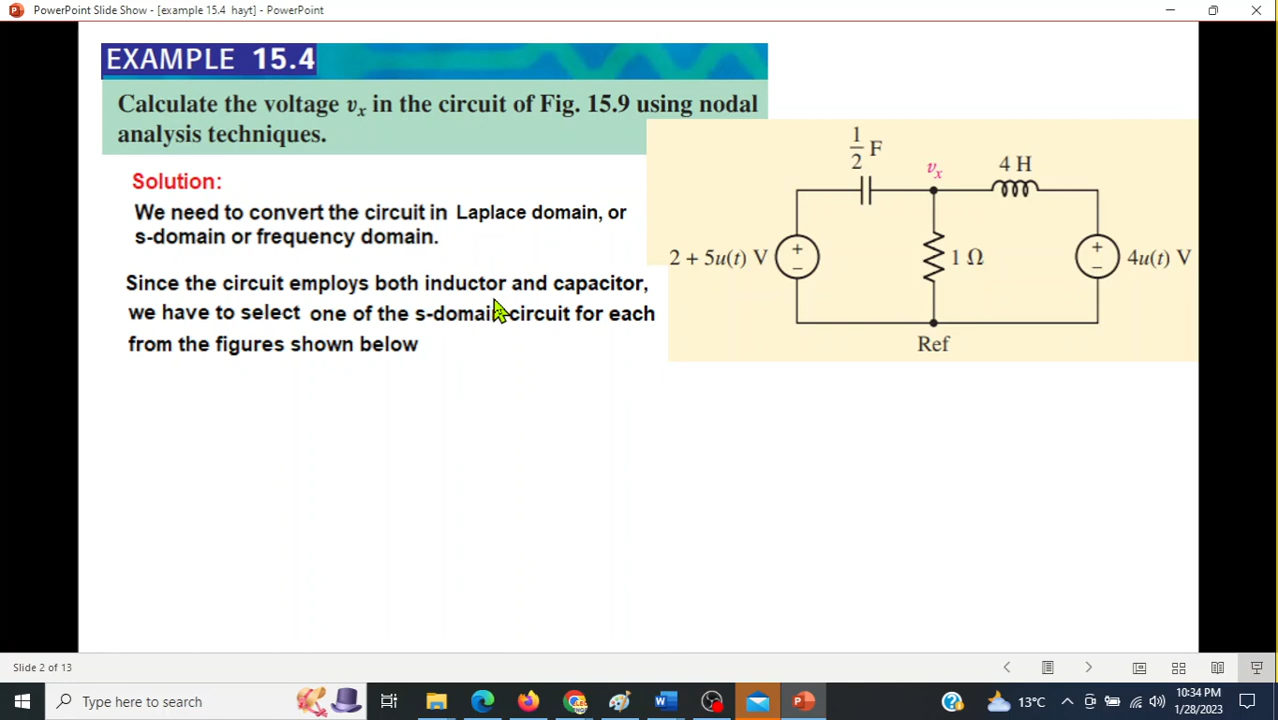 PowerPoint Slide Show - [example 15.4 hayt] - PowerPoint
EXAMPLE 15.4
Calculate the voltage vx in the circuit of Fig. 15.9 using nodal
analysis techniques.
Solution:
We need to convert the circuit in Laplace domain, or
s-domain or frequency domain.
Since the circuit employs both inductor and capacitor,
we have to select one of the s-domain circuit for each
from the figures shown below
1
2
F
vx
4 H
2 + 5u(t) V
+
−
1 Ω
+
−
4u(t) V
Ref
Slide 2 of 13
Type here to search
13°C
10:34 PM
1/28/2023